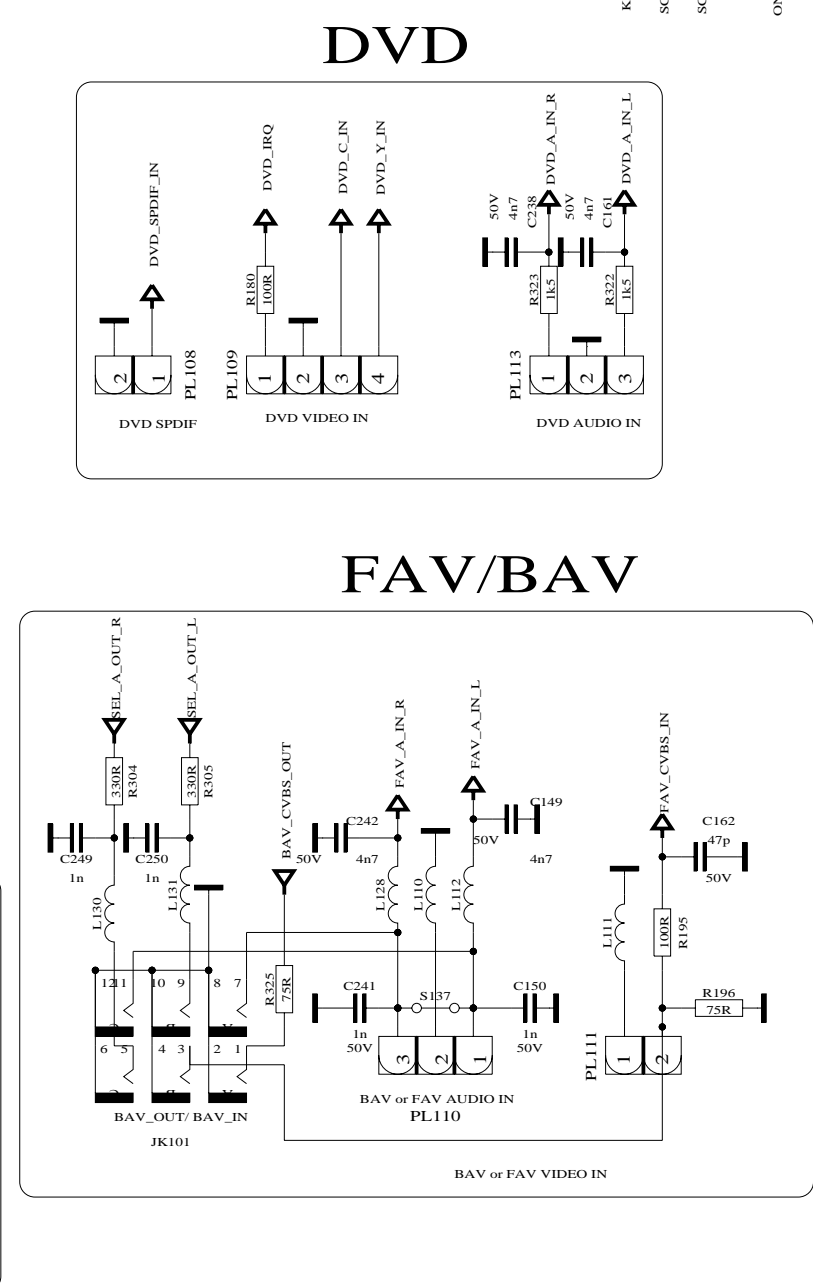 K
SC
SC
ON
DVD
DVD_SPDIF_IN
DVD_IRQ
DVD_C_IN
DVD_Y_IN
DVD_A_IN_R
DVD_A_IN_L
50V
4n7
C238
50V
4n7
C161
R180
100R
R323
1k5
R322
1k5
2
1
PL108
PL109
1
2
3
4
PL113
1
2
3
DVD SPDIF
DVD VIDEO IN
DVD AUDIO IN
FAV/BAV
SEL_A_OUT_R
SEL_A_OUT_L
BAV_CVBS_OUT
FAV_A_IN_R
FAV_A_IN_L
FAV_CVBS_IN
330R
R304
330R
R305
C249
1n
C250
1n
50V
C242
4n7
50V
C149
4n7
C162
47p
50V
L130
L131
L128
L110
L112
L111
100R
R195
12
11
10
9
8
7
R325
75R
C241
1n
50V
S137
C150
1n
50V
R196
75R
6
5
4
3
2
1
3
2
1
PL111
1
2
BAV_OUT/ BAV_IN
JK101
BAV or FAV AUDIO IN
PL110
BAV or FAV VIDEO IN